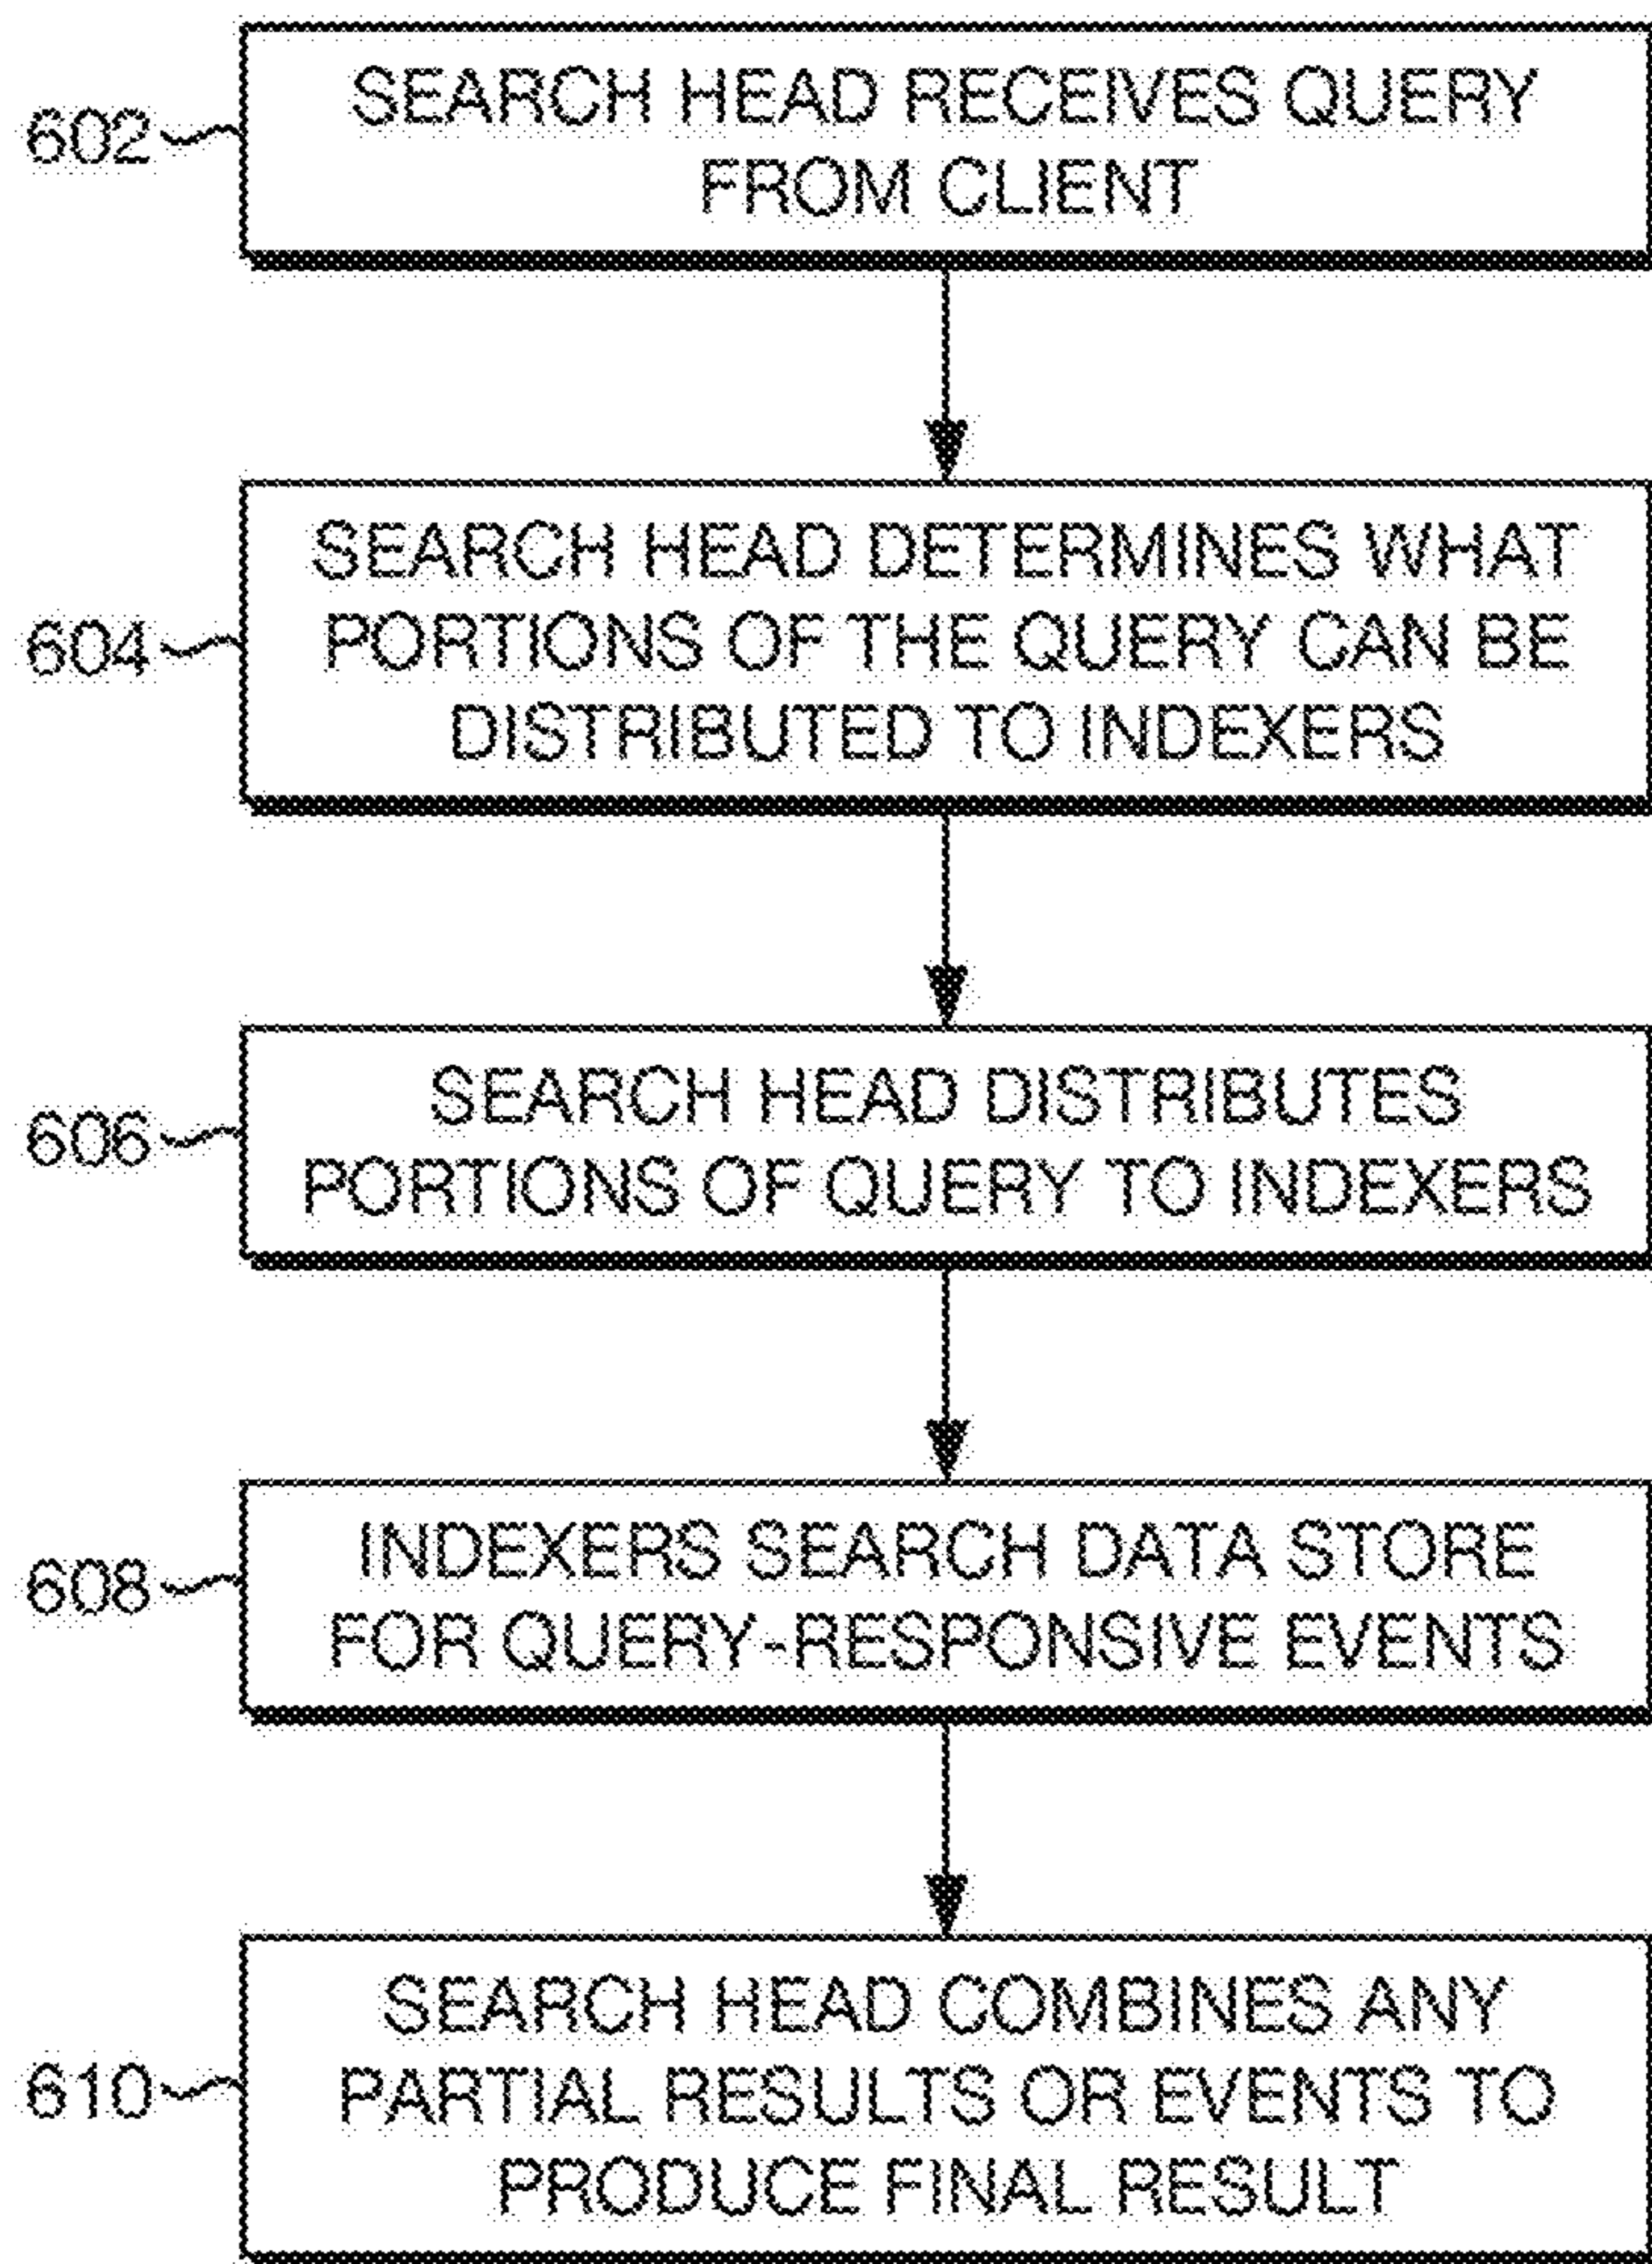 602
SEARCH HEAD RECEIVES QUERY
FROM CLIENT
604
SEARCH HEAD DETERMINES WHAT
PORTIONS OF THE QUERY CAN BE
DISTRIBUTED TO INDEXERS
606
SEARCH HEAD DISTRIBUTES
PORTIONS OF QUERY TO INDEXERS
608
INDEXERS SEARCH DATA STORE
FOR QUERY-RESPONSIVE EVENTS
610
SEARCH HEAD COMBINES ANY
PARTIAL RESULTS OR EVENTS TO
PRODUCE FINAL RESULT